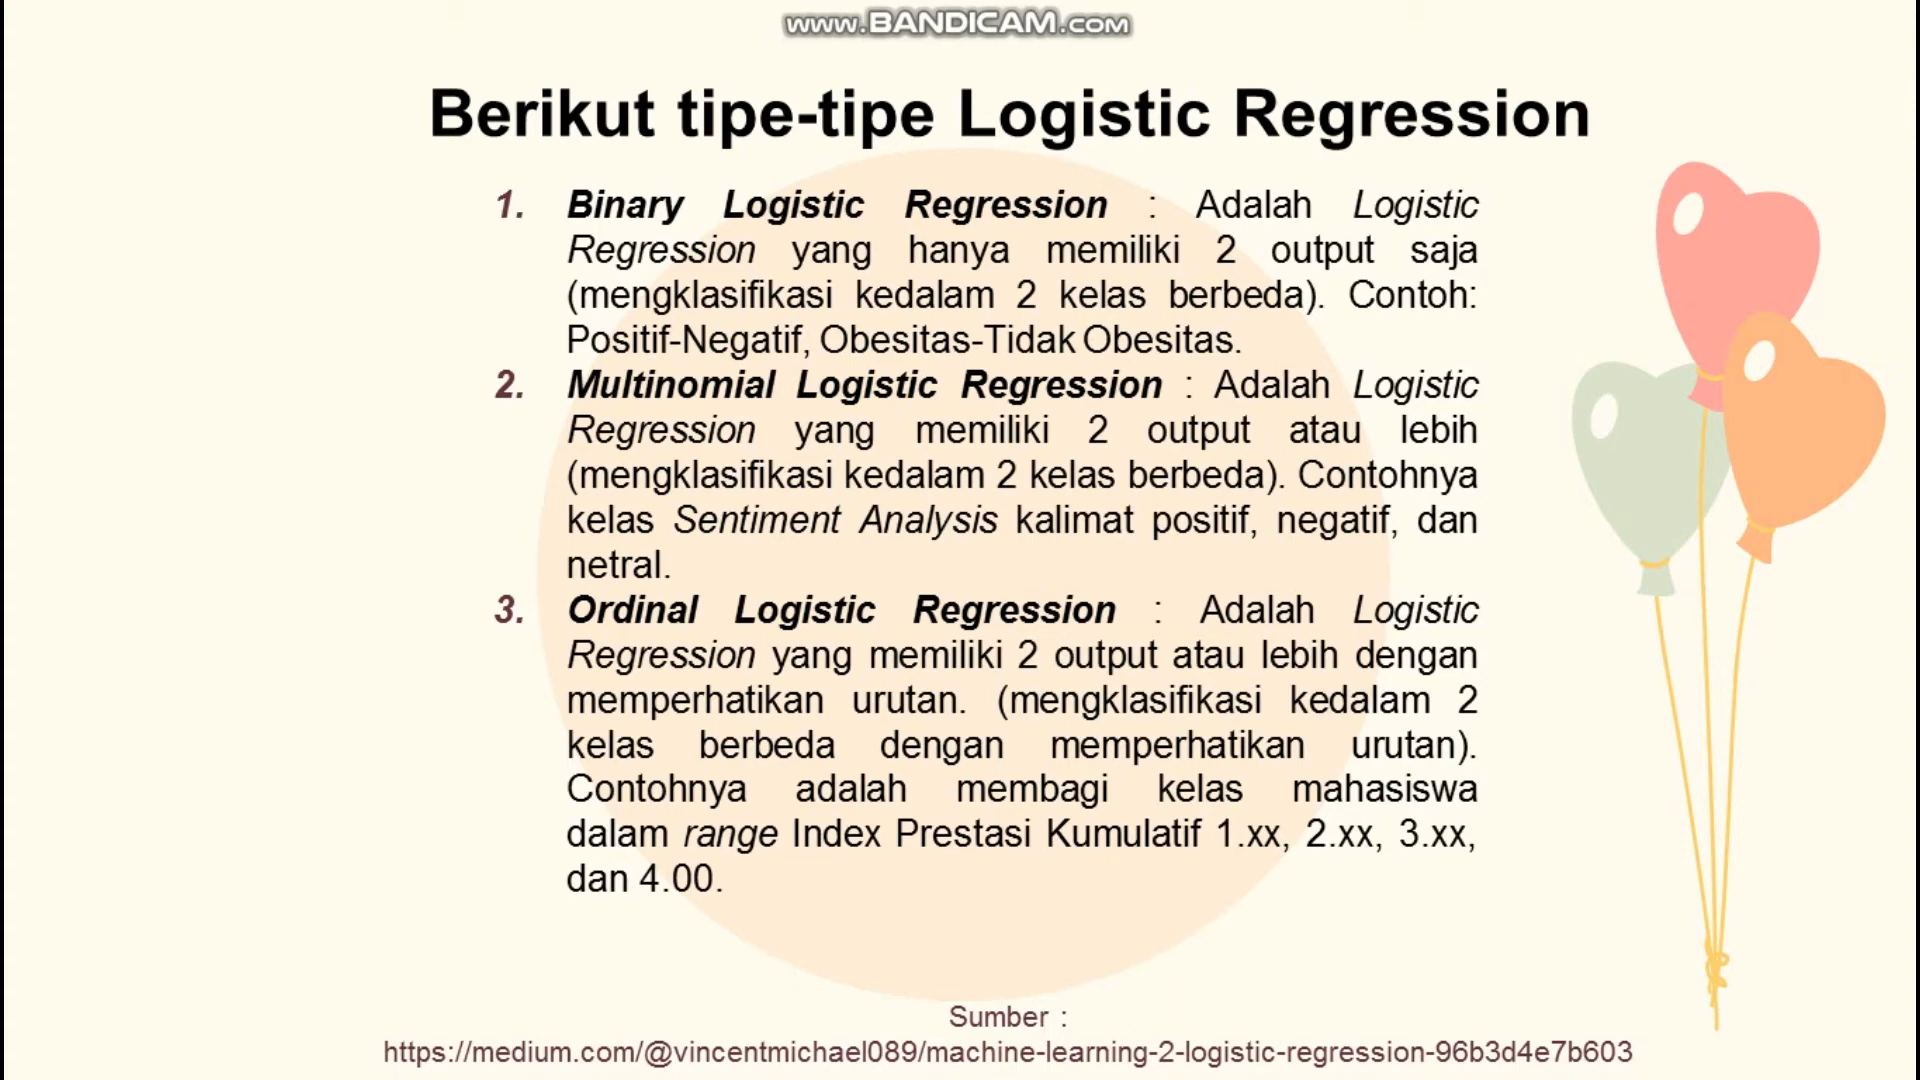 www.BANDICAM.com
Berikut tipe-tipe Logistic Regression
1. Binary Logistic Regression : Adalah Logistic
Regression yang hanya memiliki 2 output saja
(mengklasifikasi kedalam 2 kelas berbeda). Contoh:
Positif-Negatif, Obesitas-Tidak Obesitas.
2. Multinomial Logistic Regression : Adalah Logistic
Regression yang memiliki 2 output atau lebih
(mengklasifikasi kedalam 2 kelas berbeda). Contohnya
kelas Sentiment Analysis kalimat positif, negatif, dan
netral.
3. Ordinal Logistic Regression : Adalah Logistic
Regression yang memiliki 2 output atau lebih dengan
memperhatikan urutan. (mengklasifikasi kedalam 2
kelas berbeda dengan memperhatikan urutan).
Contohnya adalah membagi kelas mahasiswa
dalam range Index Prestasi Kumulatif 1.xx, 2.xx, 3.xx,
dan 4.00.
Sumber :
https://medium.com/@vincentmichael089/machine-learning-2-logistic-regression-96b3d4e7b603